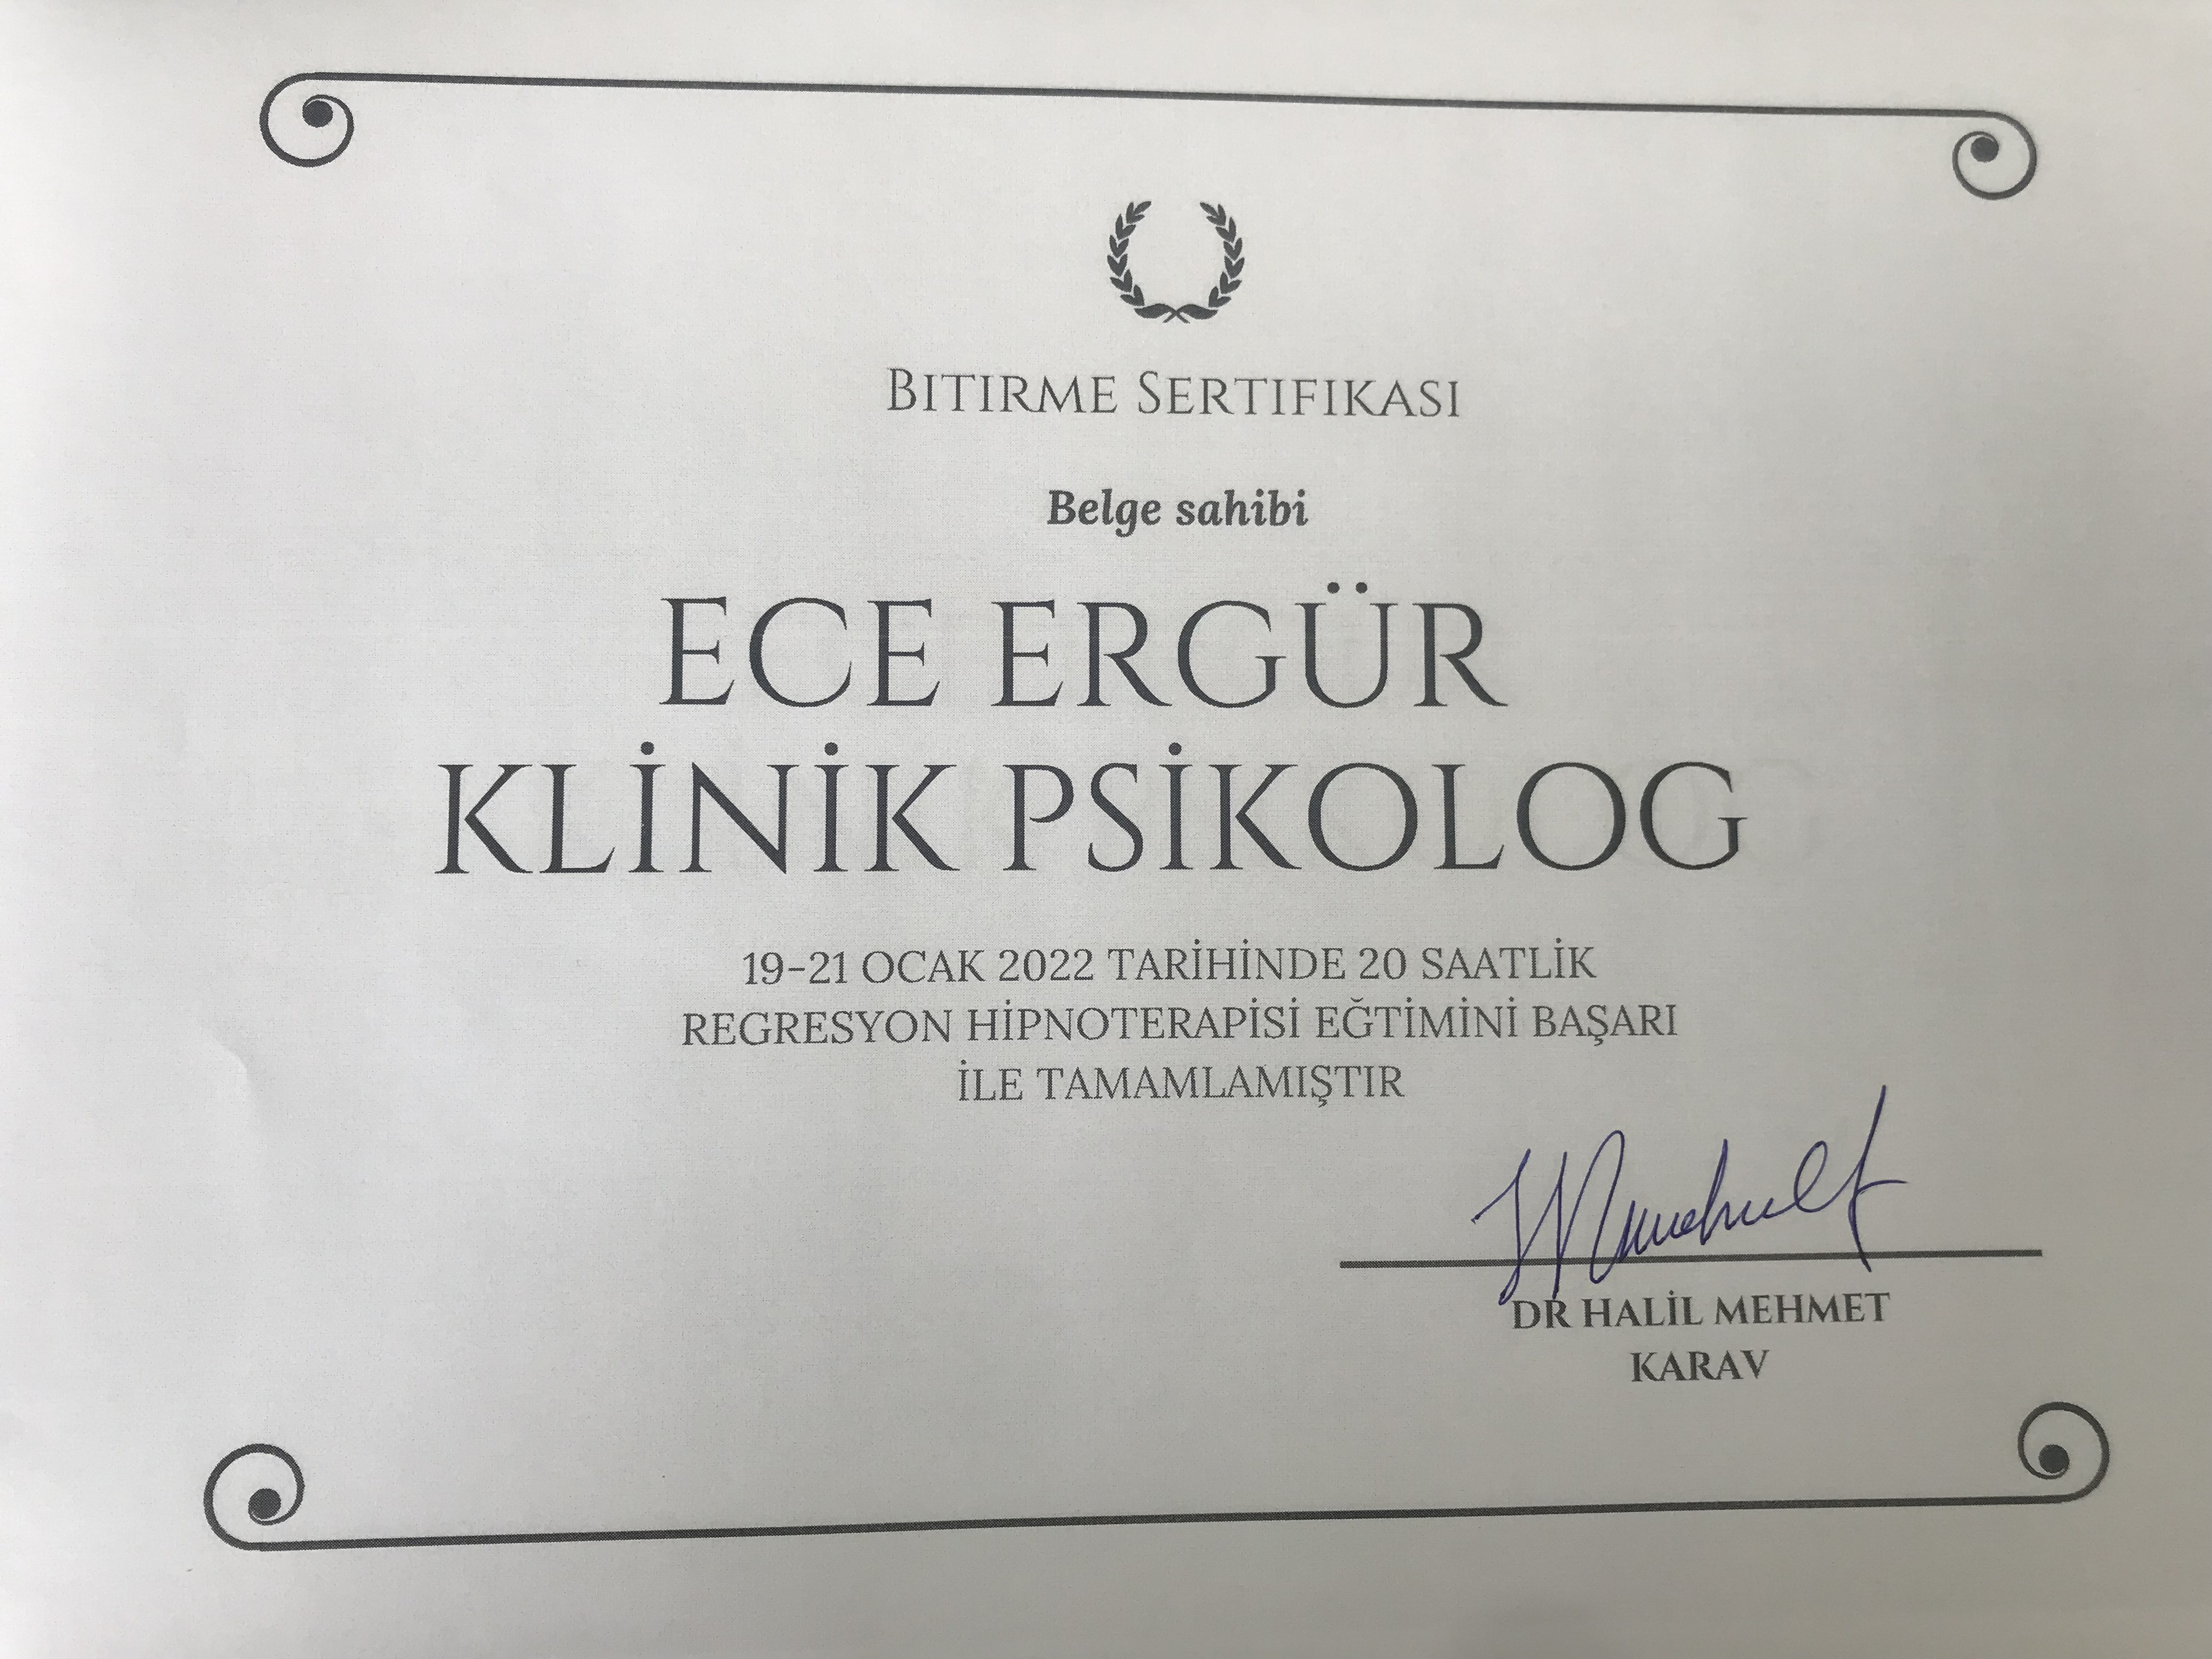 BITIRME SERTIFIKASI
Belge sahibi
ECE ERGÜR
KLİNİK PSİKOLOG
19-21 OCAK 2022 TARİHİNDE 20 SAATLİK
REGRESYON HİPNOTERAPİSİ EĞTİMİNİ BAŞARI
İLE TAMAMLAMIŞTIR
DR HALİL MEHMET
KARAV